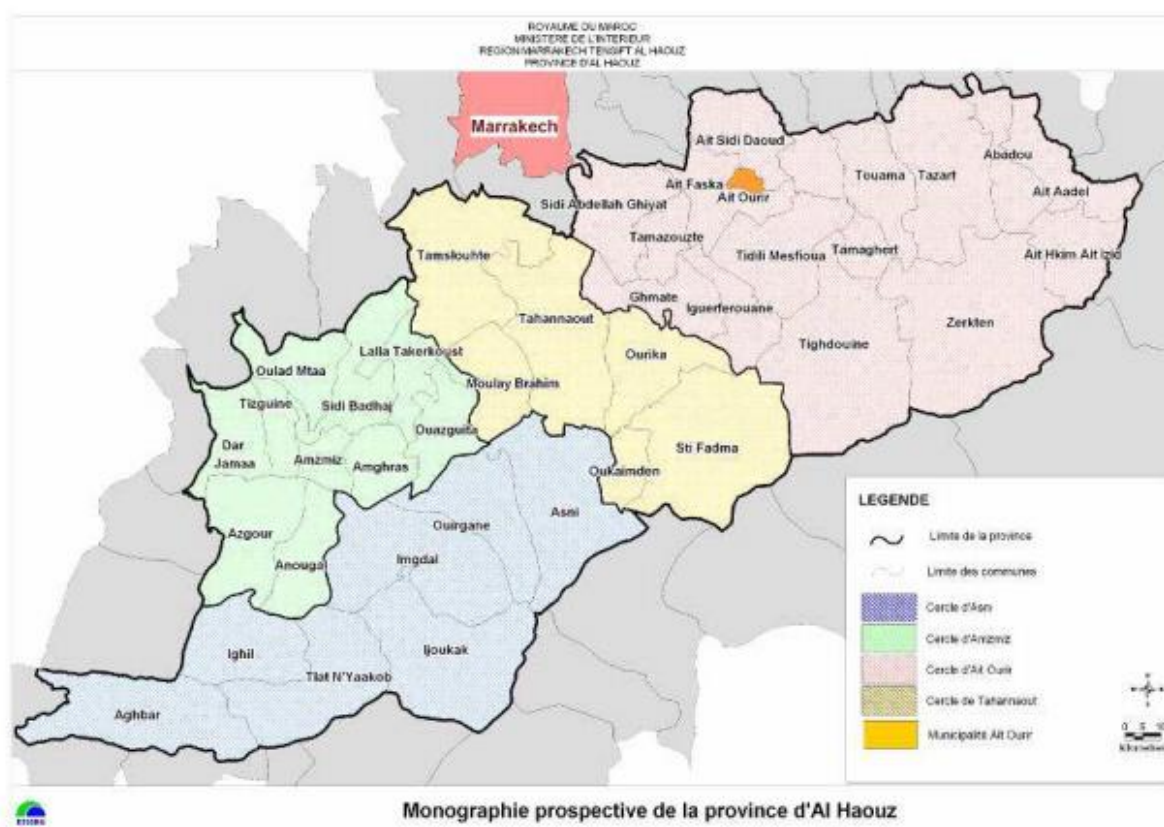 ROYAUME DU MAROC
MINISTERE DE L'INTERIEUR
REGION MARRAKECH TENSIFT AL HAOUZ
PROVINCE D'AL HAOUZ
Marrakech
Ait Sidi Daoud
Abadou
Touama
Tazart
Ait Faska
Ait Aadel
Ait Ourir
Sidi Abdellah Ghiyat
Tamazouzte
Tidili Mesfioua
Tamaghert
Ait Hkim Ait Izid
Tamslouhte
Ghmate
Iguerferouane
Tahannaout
Zerkten
Tighdouine
Lalla Takerkoust
Ourika
Oulad Mtaa
Moulay Brahim
Tizguine
Sidi Badhaj
Ouazguita
Dar
Jamaa
Amzmiz
Amghras
Sti Fadma
Oukaimden
Asni
Ouirgane
Azgour
Imgdal
Anougal
Ighil
Tlat N'Yaakob
Ijoukak
Aghbar
LEGENDE
Limite de la province
Limite des communes
Cercle d'Asni
Cercle d'Amizmiz
Cercle d'Ait Ourir
Cercle de Tahannaout
Municipalité Ait Ourir
0 5 10
kilomètres
Monographie prospective de la province d'Al Haouz